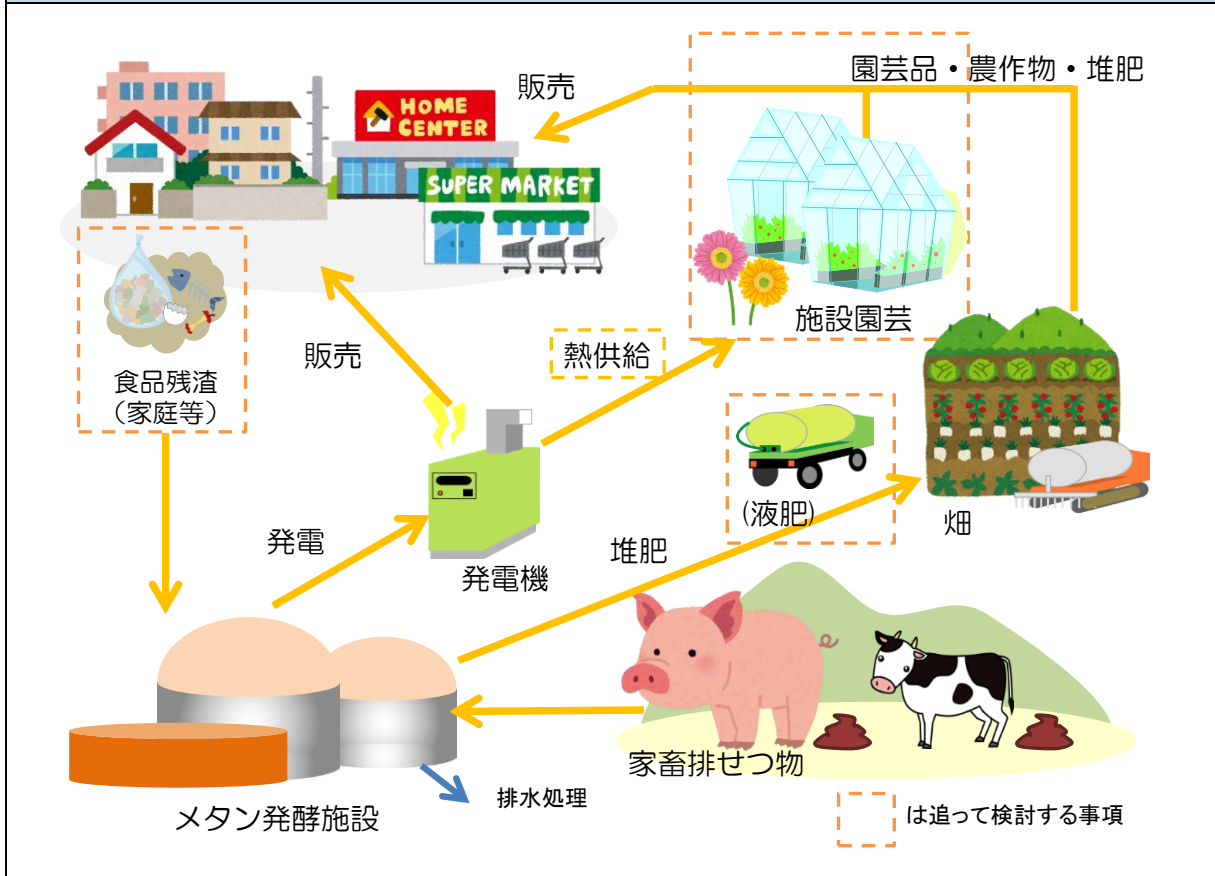 園芸品・農作物・堆肥
販売
HOME
CENTER
SUPER MARKET
施設園芸
食品残渣
（家庭等）
販売
熱供給
(液肥)
畑
発電
発電機
堆肥
家畜排せつ物
メタン発酵施設
排水処理
は追って検討する事項